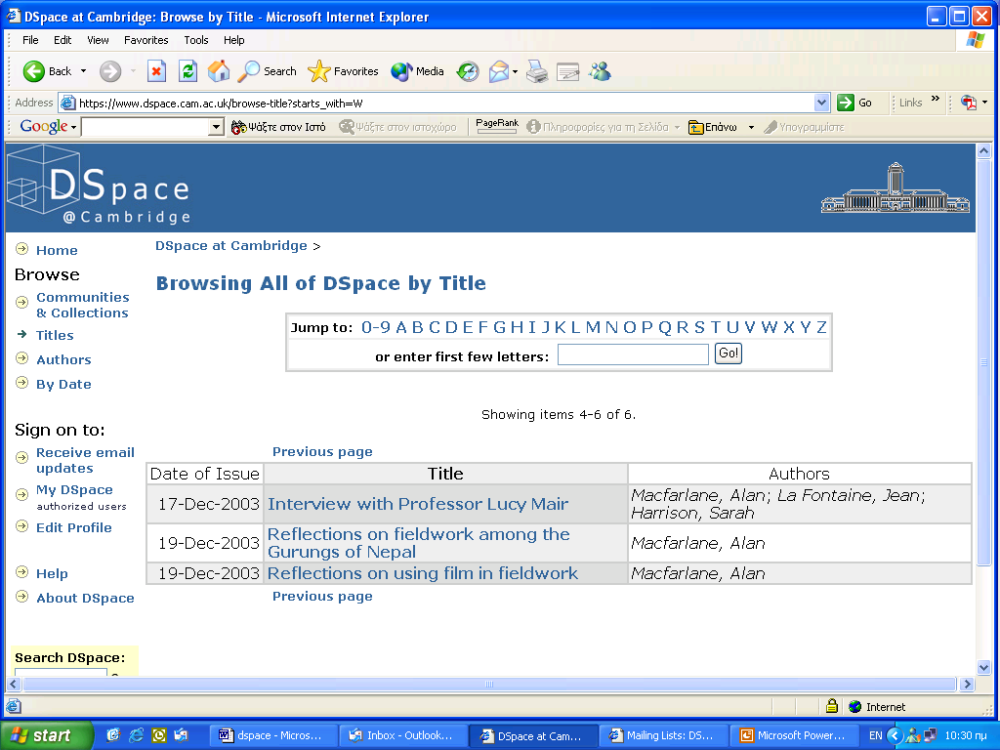 DSpace at Cambridge: Browse by Title - Microsoft Internet Explorer
File Edit View Favorites Tools Help
Back Search Favorites Media
Address https://www.dspace.cam.ac.uk/browse-title?starts_with=W Go Links »
Google Ψάξτε στον Ιστό Ψάξτε στον ιστοχώρο PageRank Πληροφορίες για τη Σελίδα Επάνω Υπογραμμίστε
DSpace
@Cambridge
DSpace at Cambridge >
Home
Browse
Communities
& Collections
Titles
Authors
By Date
Sign on to:
Receive email
updates
My DSpace
authorized users
Edit Profile
Help
About DSpace
Search DSpace:
Browsing All of DSpace by Title
Jump to: 0-9 A B C D E F G H I J K L M N O P Q R S T U V W X Y Z
or enter first few letters: Go!
Showing items 4-6 of 6.
Previous page
Date of Issue Title Authors
17-Dec-2003 Interview with Professor Lucy Mair Macfarlane, Alan; La Fontaine, Jean;
Harrison, Sarah
19-Dec-2003 Reflections on fieldwork among the
Gurungs of Nepal Macfarlane, Alan
19-Dec-2003 Reflections on using film in fieldwork Macfarlane, Alan
Previous page
Internet
start dspace - Micros... Inbox - Outlook... DSpace at Cam... Mailing Lists: DS... Microsoft Power... EN 10:30 πμ